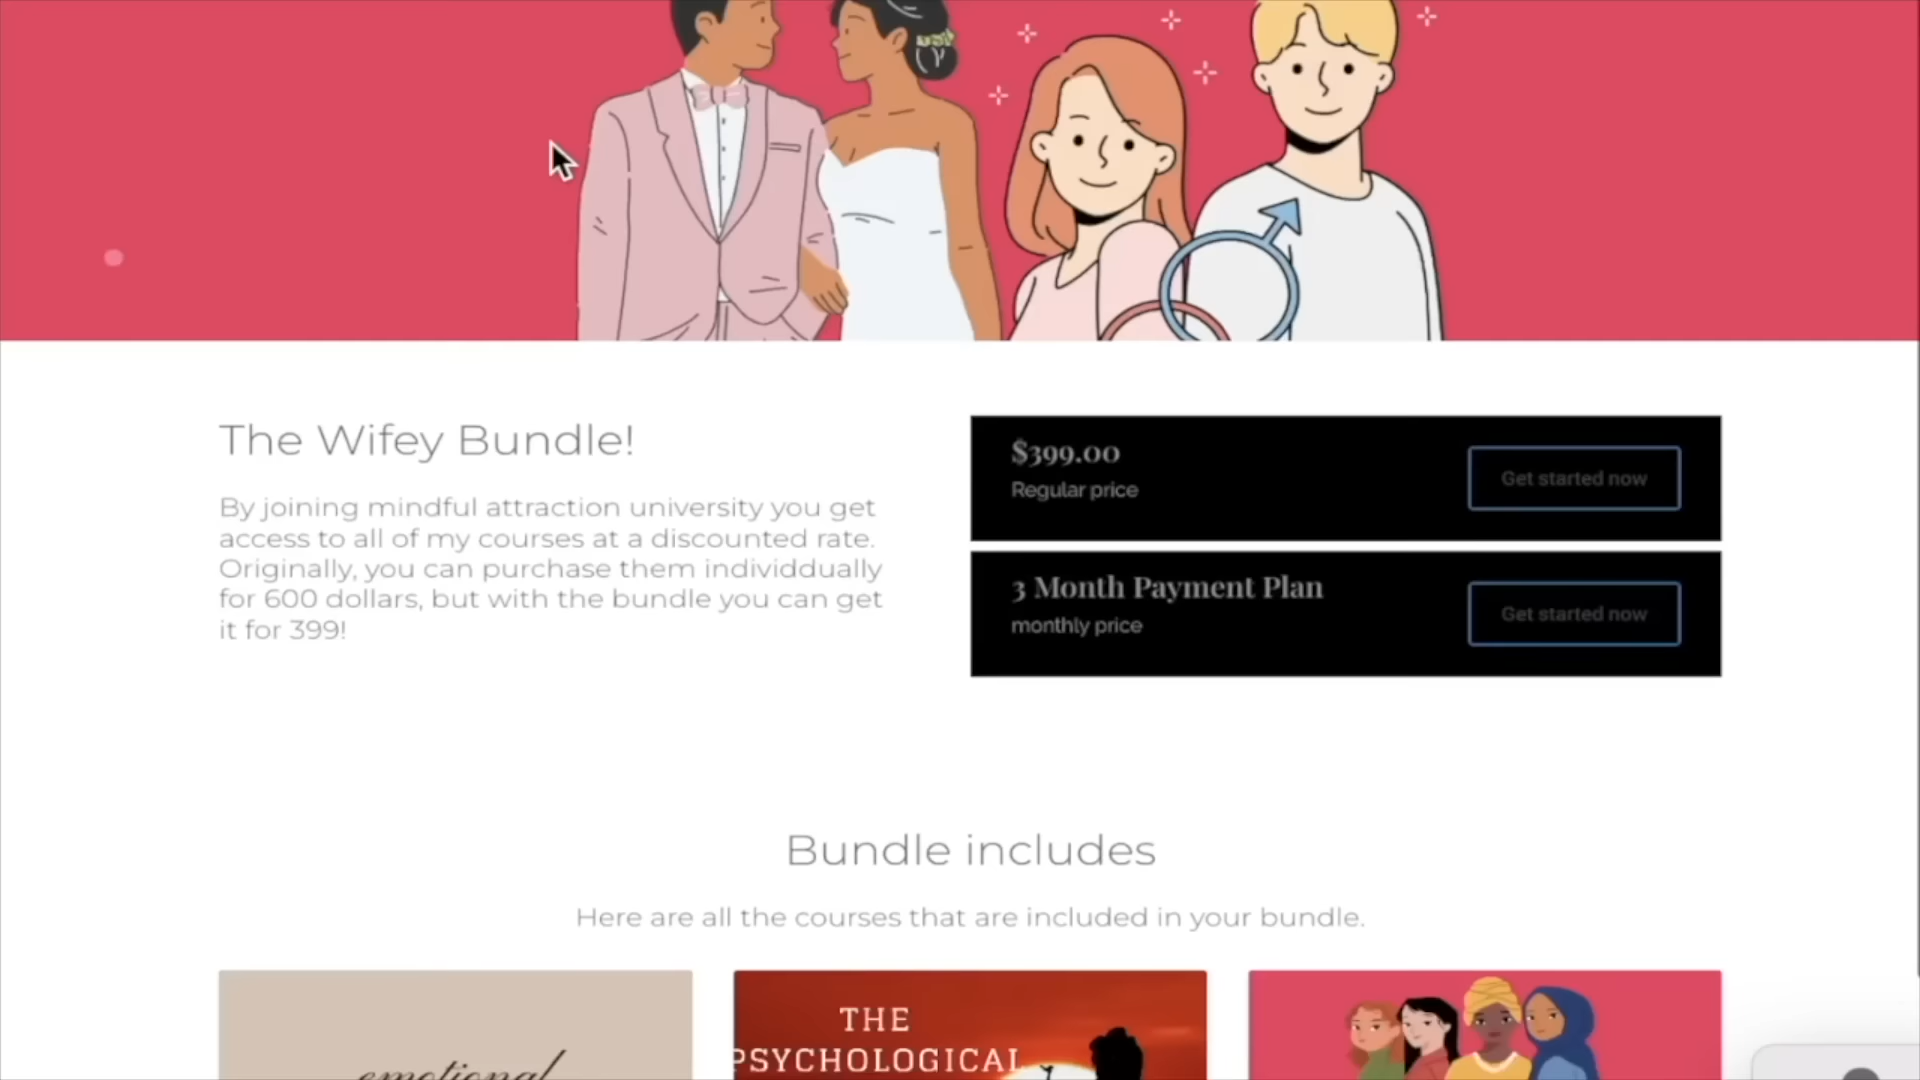 The Wifey Bundle!
By joining mindful attraction university you get
access to all of my courses at a discounted rate.
Originally, you can purchase them individdually
for 600 dollars, but with the bundle you can get
it for 399!
$399.00
Regular price
Get started now
3 Month Payment Plan
monthly price
Get started now
Bundle includes
Here are all the courses that are included in your bundle.
emotional
THE
PSYCHOLOGICAL